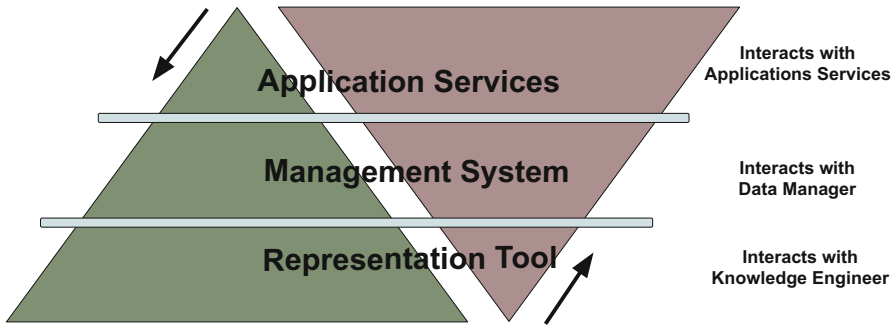 Application Services
Interacts with
Applications Services
Management System
Interacts with
Data Manager
Representation Tool
Interacts with
Knowledge Engineer